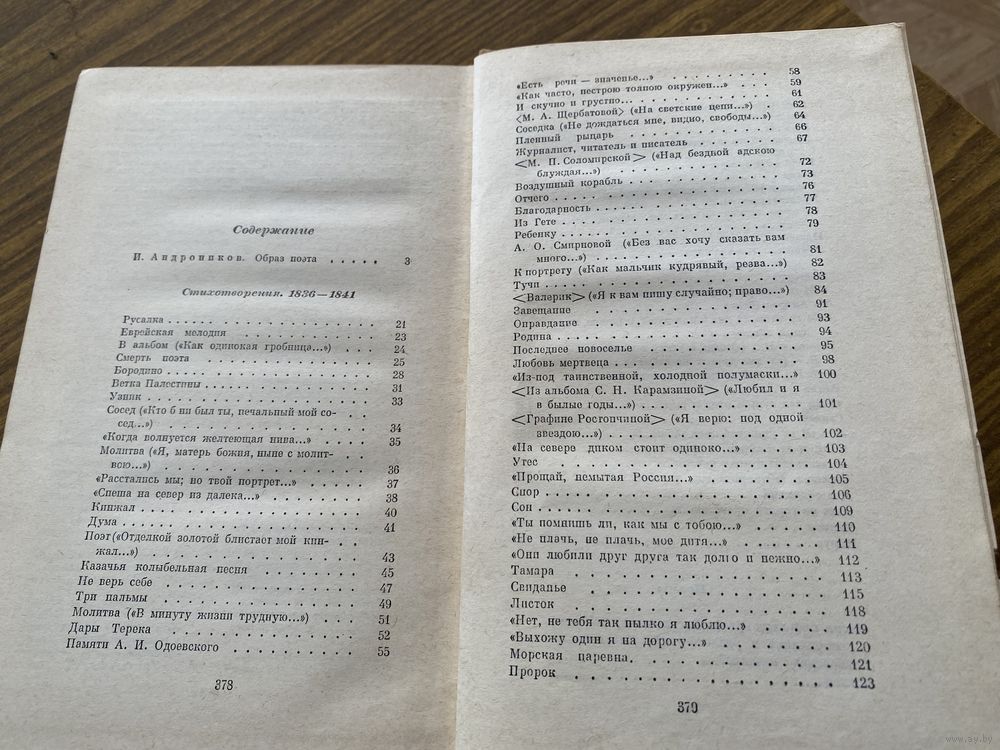 Содержание
И. Андроников. Образ поэта . . . . . 3
Стихотворения. 1836—1841
Русалка . . . . . . . . . . . . 21
Еврейская мелодия . . . . . . . . 23
В альбом («Как одинокая гробница...») . . . 24
Смерть поэта . . . . . . . . . . 25
Бородино . . . . . . . . . . . . 28
Ветка Палестины . . . . . . . . . 31
Узник . . . . . . . . . . . . . 33
Сосед («Кто б ни был ты, печальный мой со-
сед...») . . . . . . . . . . . 34
«Когда волнуется желтеющая нива...» . . . 35
Молитва («Я, матерь божия, ныне с молит-
вою...») . . . . . . . . . . . 36
«Расстались мы; но твой портрет...» . . . . 37
«Спеша на север из далека...» . . . . . . 38
Кинжал . . . . . . . . . . . . . 40
Дума . . . . . . . . . . . . . . 41
Поэт («Отделкой золотой блистает мой кин-
жал...») . . . . . . . . . . . 43
Казачья колыбельная песня . . . . . . 45
Не верь себе . . . . . . . . . . . 47
Три пальмы . . . . . . . . . . . 49
Молитва («В минуту жизни трудную...») . . . 51
Дары Терека . . . . . . . . . . . 52
Памяти А. И. Одоевского . . . . . . . 55
378
«Есть речи — значенье...» . . . . . . . 58
«Как часто, пестрою толпою окружен...» . . . 59
И скучно и грустно... . . . . . . . . 61
<М. А. Щербатовой> («На светские цепи...») . 62
Соседка («Не дождаться мне, видно, свободы...») 64
Пленный рыцарь . . . . . . . . . 66
Журналист, читатель и писатель . . . . . 67
<М. П. Соломирской> («Над бездной адскою
блуждая...») . . . . . . . . . 72
Воздушный корабль . . . . . . . . 73
Отчего . . . . . . . . . . . . . 76
Благодарность . . . . . . . . . . 77
Из Гете . . . . . . . . . . . . . 78
Ребенку . . . . . . . . . . . . . 79
А. О. Смирновой («Без вас хочу сказать вам
много...») . . . . . . . . . . 81
К портрету («Как мальчик кудрявый, резва...») 82
Тучи . . . . . . . . . . . . . . 83
<Валерик> («Я к вам пишу случайно; право...») 84
Завещание . . . . . . . . . . . . 91
Оправдание . . . . . . . . . . . 93
Родина . . . . . . . . . . . . . 94
Последнее новоселье . . . . . . . . 95
Любовь мертвеца . . . . . . . . . 98
«Из-под таинственной, холодной полумаски...» 100
<Из альбома С. Н. Карамзиной> («Любил и я
в былые годы...») . . . . . . . . 101
<Графине Ростопчиной> («Я верю: под одной
звездою...») . . . . . . . . . . 102
«На севере диком стоит одиноко...» . . . . 103
Утес . . . . . . . . . . . . . . 104
«Прощай, немытая Россия...» . . . . . . 105
Спор . . . . . . . . . . . . . . 106
Сон . . . . . . . . . . . . . . 109
«Ты помнишь ли, как мы с тобою...» . . . . 110
«Не плачь, не плачь, мое дитя...» . . . . . 111
«Они любили друг друга так долго и нежно...» 112
Тамара . . . . . . . . . . . . . 113
Свиданье . . . . . . . . . . . . 115
Листок . . . . . . . . . . . . . 118
«Нет, не тебя так пылко я люблю...» . . . . 119
«Выхожу один я на дорогу...» . . . . . . 120
Морская царевна . . . . . . . . . 121
Пророк . . . . . . . . . . . . . 123
379
www.ay.by